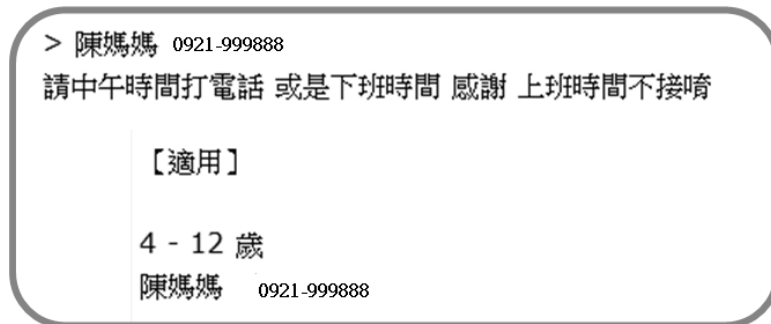 > 陳媽媽 0921-999888
請中午時間打電話 或是下班時間 感謝 上班時間不接唷
【適用】
4 - 12 歲
陳媽媽 0921-999888